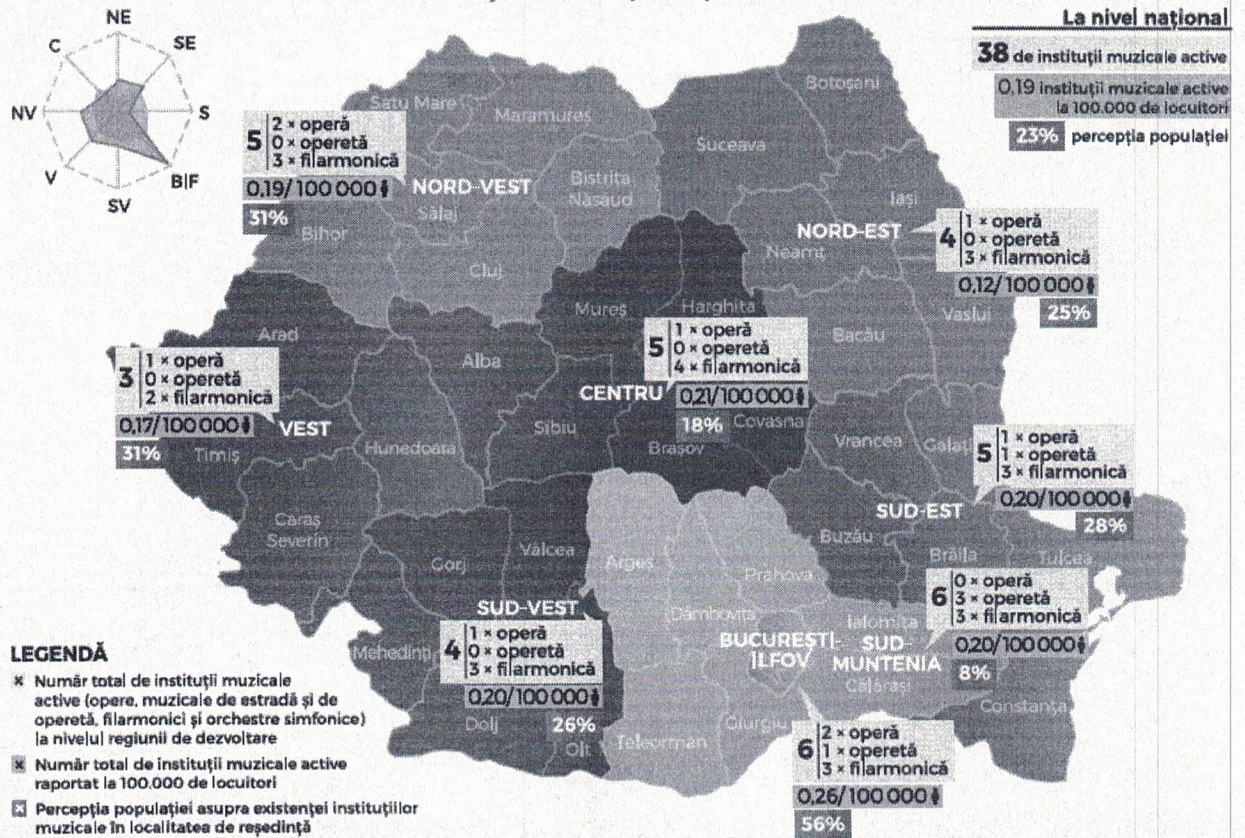 NE
SE
S
B|F
SV
V
NV
C
La nivel național
38 de instituții muzicale active
0,19 instituții muzicale active
la 100.000 de locuitori
23% percepția populației
Satu Mare
Maramureș
Botoșani
Suceava
5
2 × operă
0 × operetă
3 × filarmonică
0,19/100 000
31%
NORD-VEST
Sălaj
Bistrița
Năsăud
Bihor
Cluj
Iași
NORD-EST
Neamț
4
1 × operă
0 × operetă
3 × filarmonică
0,12/100 000
25%
Vaslui
Bacău
Mureș
Harghita
Arad
Alba
3
1 × operă
0 × operetă
2 × filarmonică
0,17/100 000
31%
VEST
Timiș
Hunedoara
Sibiu
CENTRU
5
1 × operă
0 × operetă
4 × filarmonică
0,21/100 000
18%
Covasna
Brașov
Vrancea
Galați
5
1 × operă
1 × operetă
3 × filarmonică
0,20/100 000
28%
SUD-EST
Buzău
Brăila
Tulcea
Caraș
Severin
Gorj
Vâlcea
Argeș
Prahova
Dâmbovița
Ialomița
SUD-VEST
4
1 × operă
0 × operetă
3 × filarmonică
0,20/100 000
26%
Mehedinți
Dolj
Olt
Teleorman
Giurgiu
BUCUREȘTI-
ILFOV
SUD-
MUNTENIA
Călărași
6
0 × operă
3 × operetă
3 × filarmonică
0,20/100 000
8%
Constanța
6
2 × operă
1 × operetă
3 × filarmonică
0,26/100 000
56%
LEGENDĂ
× Număr total de instituții muzicale
active (opere, muzicale de estradă și de
operetă, filarmonici și orchestre simfonice)
la nivelul regiunii de dezvoltare
× Număr total de instituții muzicale active
raportat la 100.000 de locuitori
× Percepția populației asupra existenței instituțiilor
muzicale în localitatea de reședință